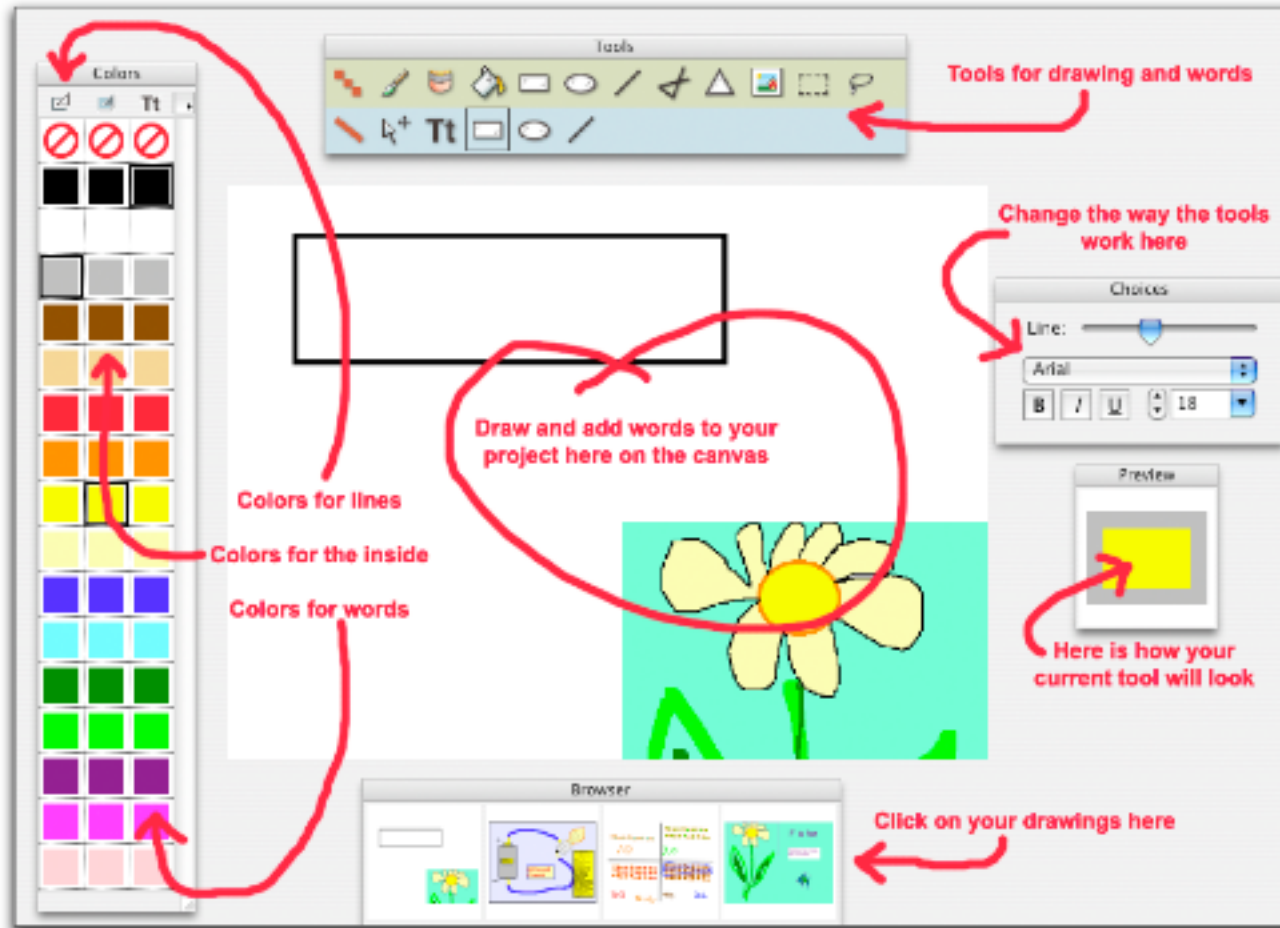 Tools
Colors
Tt
Tools for drawing and words
Tt
Change the way the tools
work here
Choices
Line:
Arial
B I U 18
Draw and add words to your
project here on the canvas
Preview
Colors for lines
Colors for the inside
Colors for words
Here is how your
current tool will look
Browser
Click on your drawings here